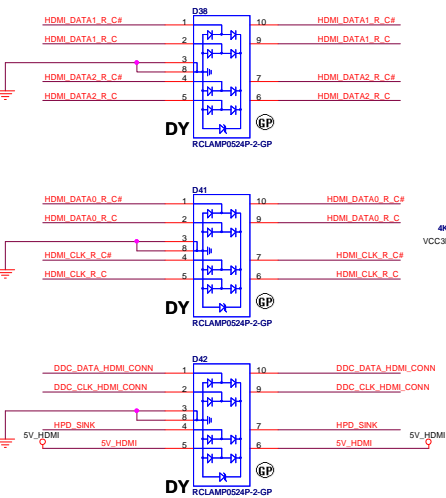 D38
HDMI_DATA1_R_C# 1 10 HDMI_DATA1_R_C#
HDMI_DATA1_R_C 2 9 HDMI_DATA1_R_C
3
8
HDMI_DATA2_R_C# 4 7 HDMI_DATA2_R_C#
HDMI_DATA2_R_C 5 6 HDMI_DATA2_R_C
DY GP
RCLAMP0524P-2-GP
D41
HDMI_DATA0_R_C# 1 10 HDMI_DATA0_R_C#
HDMI_DATA0_R_C 2 9 HDMI_DATA0_R_C
4K
3 VCC3
8
HDMI_CLK_R_C# 4 7 HDMI_CLK_R_C#
HDMI_CLK_R_C 5 6 HDMI_CLK_R_C
DY GP
RCLAMP0524P-2-GP
D42
DDC_DATA_HDMI_CONN 1 10 DDC_DATA_HDMI_CONN
DDC_CLK_HDMI_CONN 2 9 DDC_CLK_HDMI_CONN
3
8
HPD_SINK 4 7 HPD_SINK
5V_HDMI 5V_HDMI
5V_HDMI 5 6 5V_HDMI
DY GP
RCLAMP0524P-2-GP